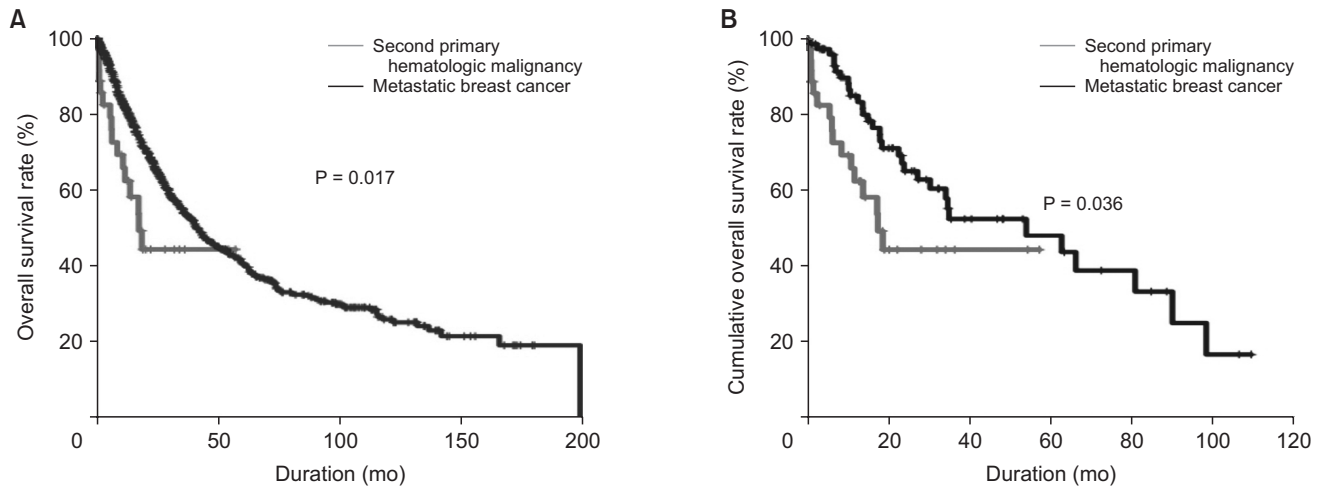 A
100
80
60
40
20
0
50
100
150
200
Overall survival rate (%)
Duration (mo)
Second primary
hematologic malignancy
Metastatic breast cancer
P = 0.017
B
100
80
60
40
20
0
20
40
60
80
100
120
Cumulative overall survival rate (%)
Duration (mo)
Second primary
hematologic malignancy
Metastatic breast cancer
P = 0.036